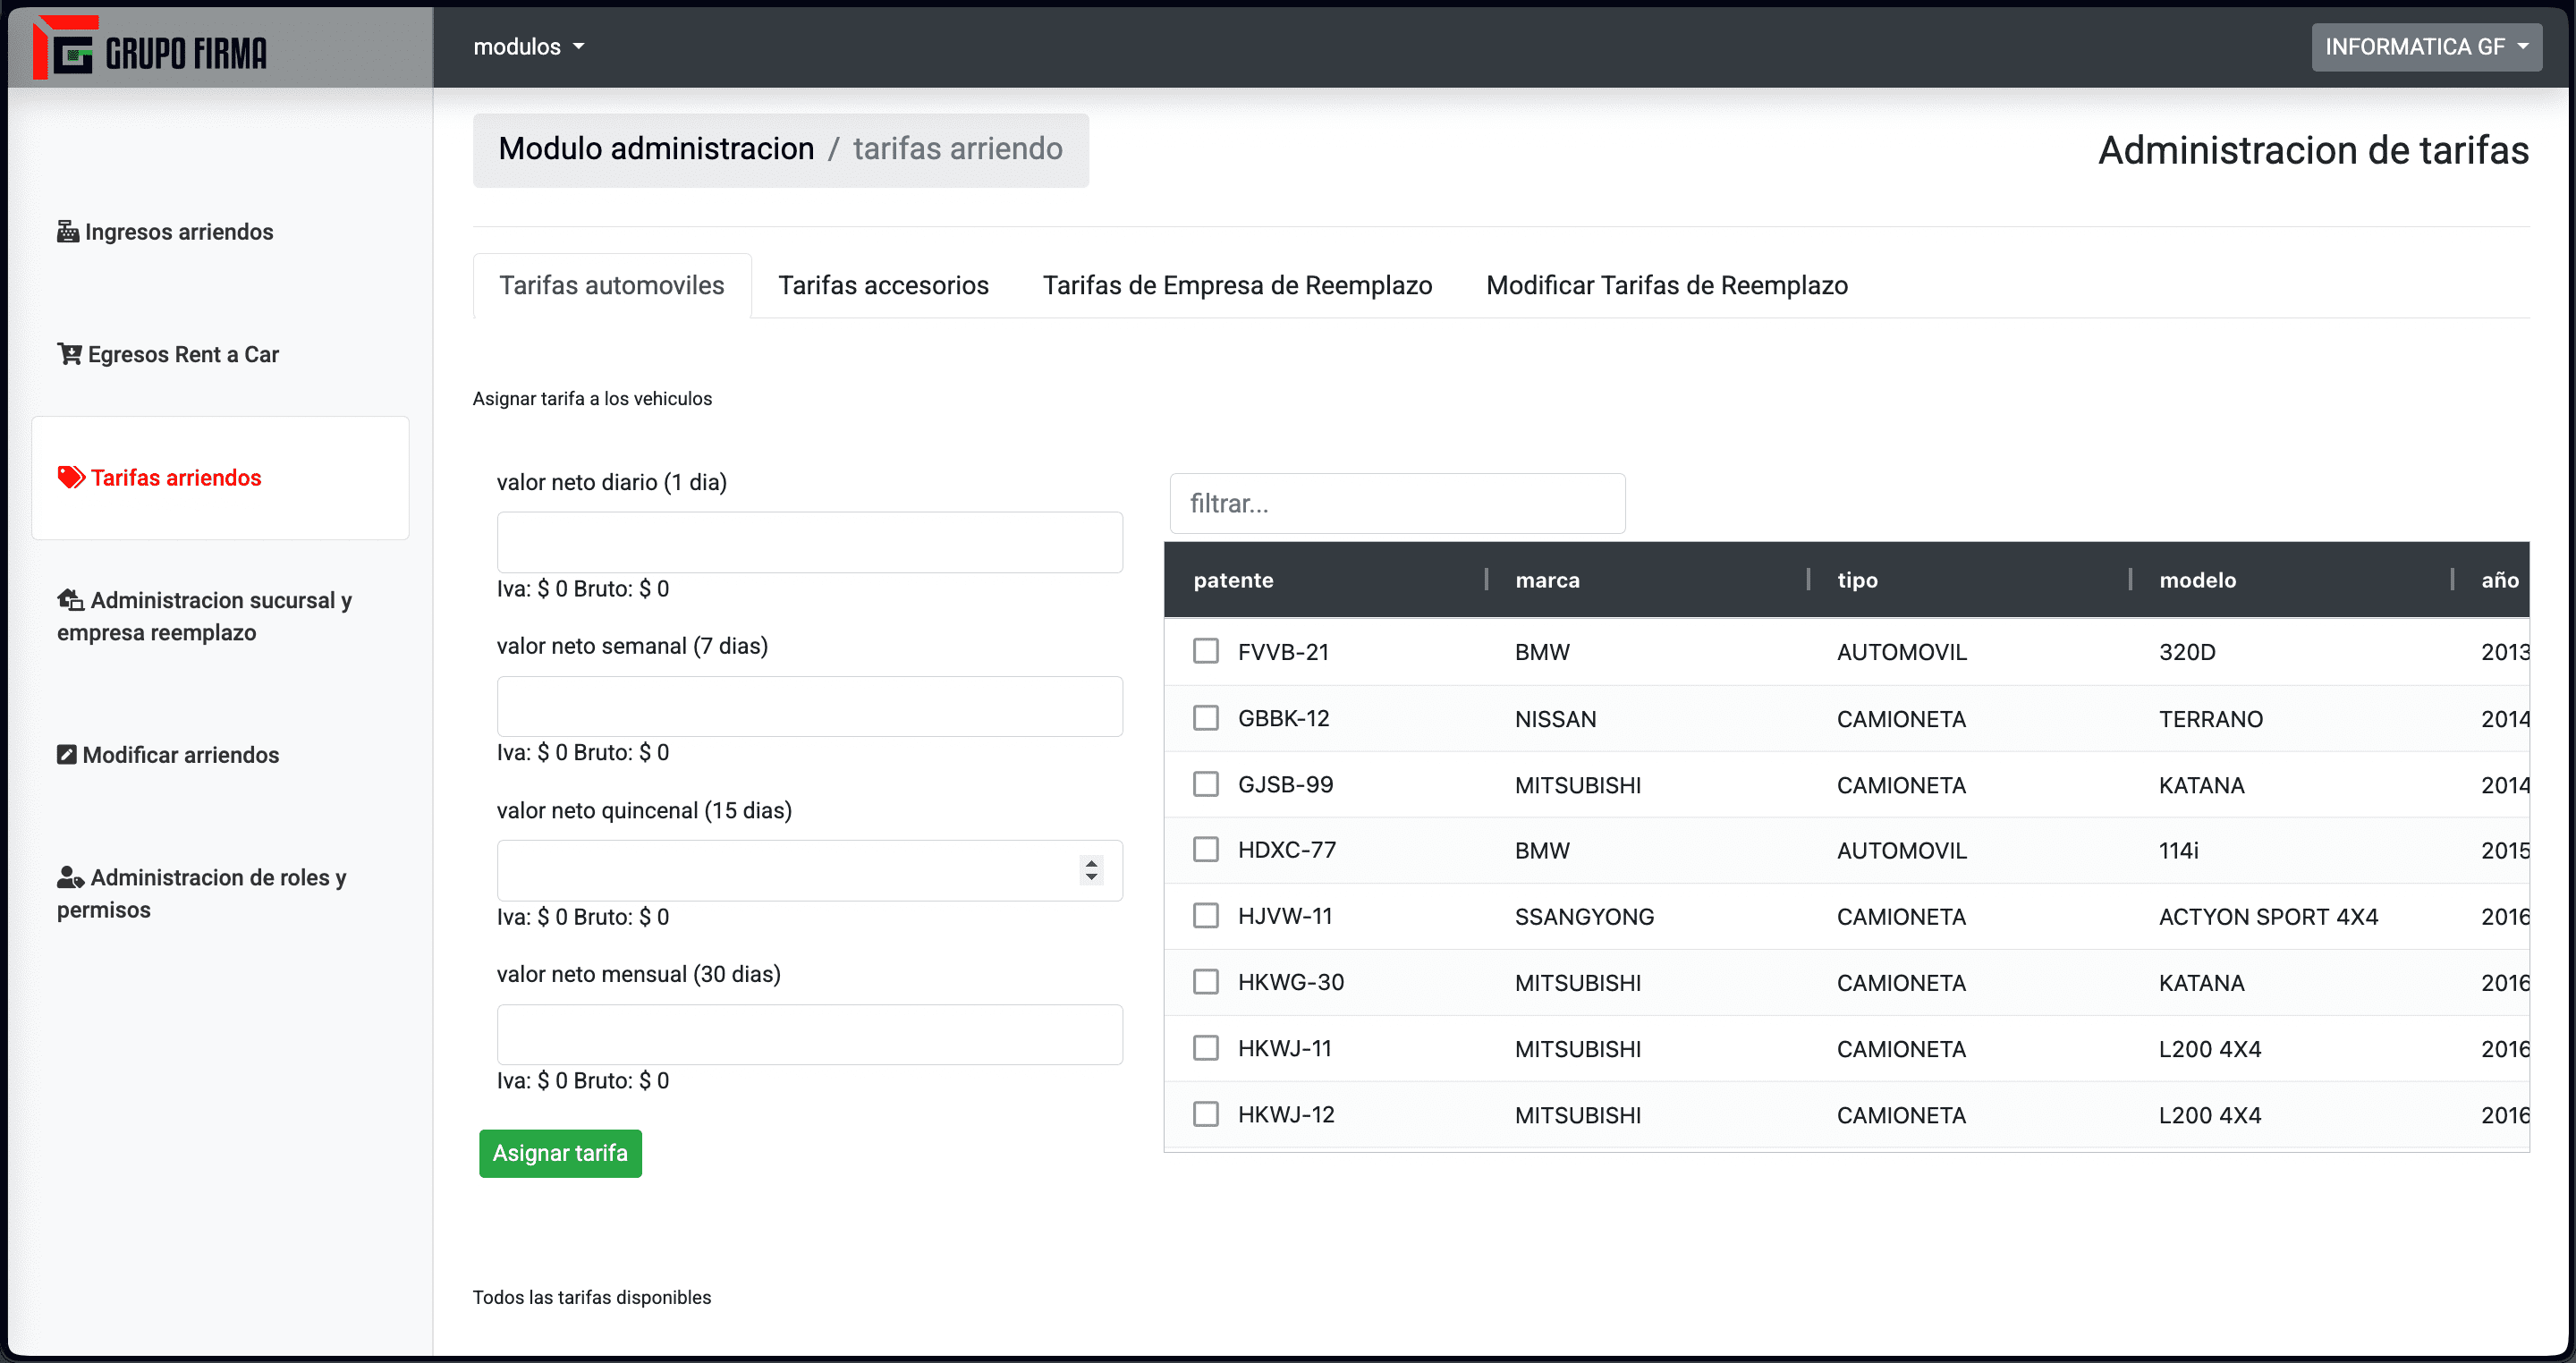 GRUPO FIRMA
modulos
INFORMATICA GF
Modulo administracion / tarifas arriendo
Administracion de tarifas
Ingresos arriendos
Egresos Rent a Car
Tarifas arriendos
Administracion sucursal y
empresa reemplazo
Modificar arriendos
Administracion de roles y
permisos
Tarifas automoviles Tarifas accesorios Tarifas de Empresa de Reemplazo Modificar Tarifas de Reemplazo
Asignar tarifa a los vehiculos
valor neto diario (1 dia)
Iva: $ 0 Bruto: $ 0
valor neto semanal (7 dias)
Iva: $ 0 Bruto: $ 0
valor neto quincenal (15 dias)
Iva: $ 0 Bruto: $ 0
valor neto mensual (30 dias)
Iva: $ 0 Bruto: $ 0
Asignar tarifa
filtrar...
patente marca tipo modelo año
FVVB-21 BMW AUTOMOVIL 320D 2013
GBBK-12 NISSAN CAMIONETA TERRANO 2014
GJSB-99 MITSUBISHI CAMIONETA KATANA 2014
HDXC-77 BMW AUTOMOVIL 114i 2015
HJVW-11 SSANGYONG CAMIONETA ACTYON SPORT 4X4 2016
HKWG-30 MITSUBISHI CAMIONETA KATANA 2016
HKWJ-11 MITSUBISHI CAMIONETA L200 4X4 2016
HKWJ-12 MITSUBISHI CAMIONETA L200 4X4 2016
Todos las tarifas disponibles